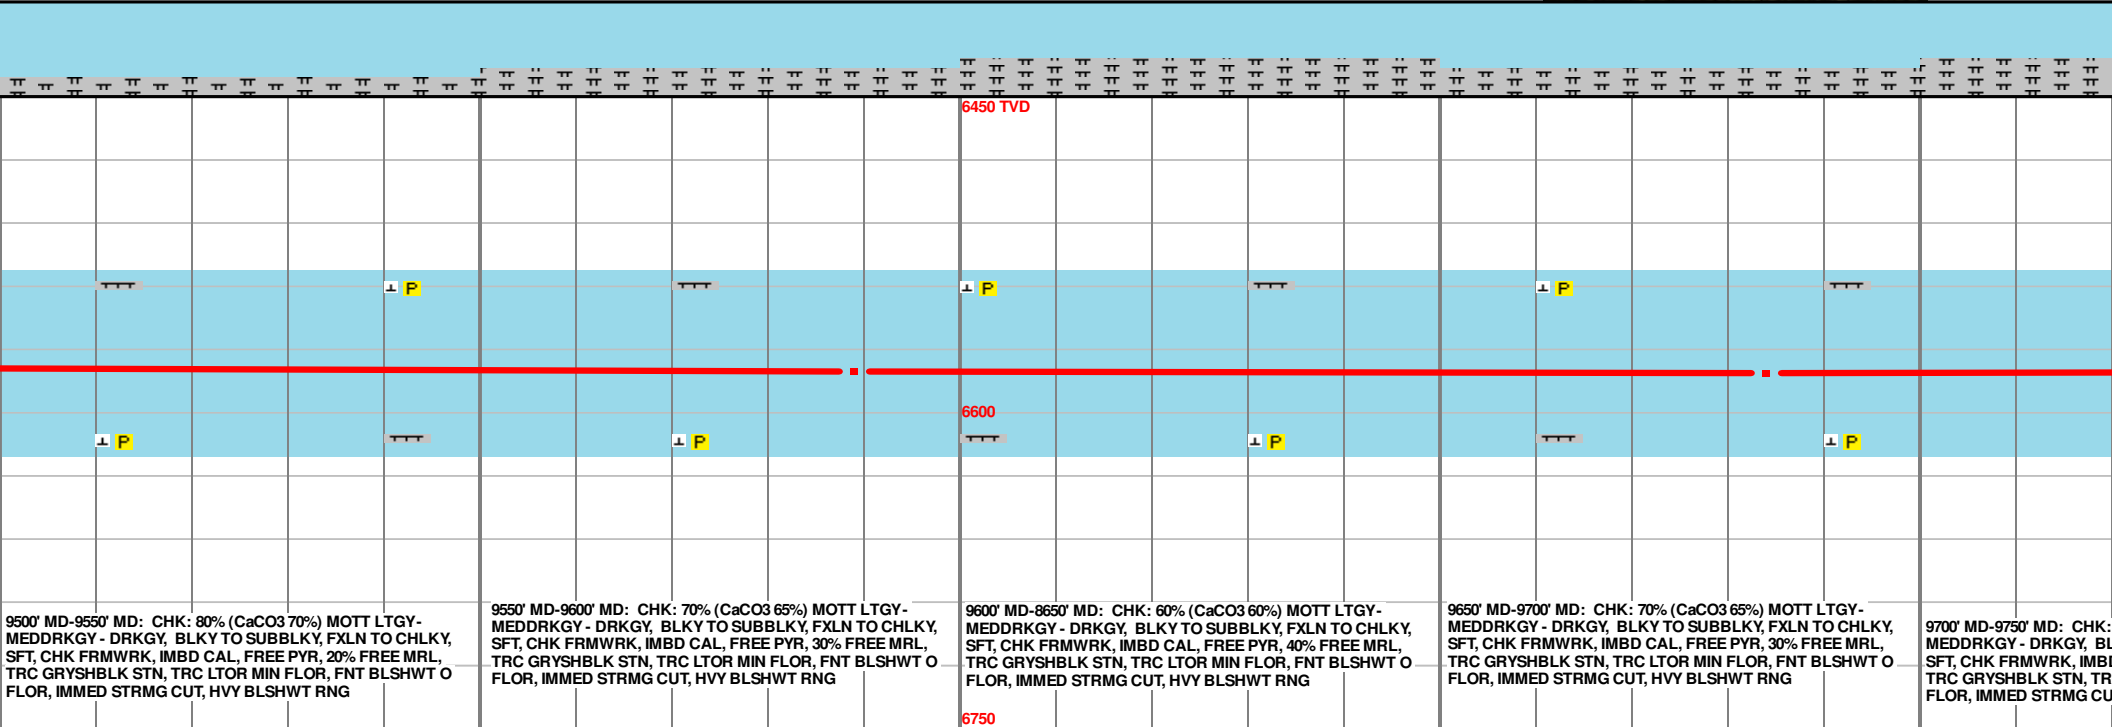 6450 TVD
P
P
P
6600
P
P
P
P
9500' MD-9550' MD: CHK: 80% (CaCO3 70%) MOTT LTGY-
MEDDRKGY - DRKGY, BLKY TO SUBBLKY, FXLN TO CHLKY,
SFT, CHK FRMWRK, IMBD CAL, FREE PYR, 20% FREE MRL,
TRC GRYSHBLK STN, TRC LTOR MIN FLOR, FNT BLSHWT O
FLOR, IMMED STRMG CUT, HVY BLSHWT RNG
9550' MD-9600' MD: CHK: 70% (CaCO3 65%) MOTT LTGY-
MEDDRKGY - DRKGY, BLKY TO SUBBLKY, FXLN TO CHLKY,
SFT, CHK FRMWRK, IMBD CAL, FREE PYR, 30% FREE MRL,
TRC GRYSHBLK STN, TRC LTOR MIN FLOR, FNT BLSHWT O
FLOR, IMMED STRMG CUT, HVY BLSHWT RNG
9600' MD-8650' MD: CHK: 60% (CaCO3 60%) MOTT LTGY-
MEDDRKGY - DRKGY, BLKY TO SUBBLKY, FXLN TO CHLKY,
SFT, CHK FRMWRK, IMBD CAL, FREE PYR, 40% FREE MRL,
TRC GRYSHBLK STN, TRC LTOR MIN FLOR, FNT BLSHWT O
FLOR, IMMED STRMG CUT, HVY BLSHWT RNG
9650' MD-9700' MD: CHK: 70% (CaCO3 65%) MOTT LTGY-
MEDDRKGY - DRKGY, BLKY TO SUBBLKY, FXLN TO CHLKY,
SFT, CHK FRMWRK, IMBD CAL, FREE PYR, 30% FREE MRL,
TRC GRYSHBLK STN, TRC LTOR MIN FLOR, FNT BLSHWT O
FLOR, IMMED STRMG CUT, HVY BLSHWT RNG
9700' MD-9750' MD: CHK:
MEDDRKGY - DRKGY, BL
SFT, CHK FRMWRK, IMB
TRC GRYSHBLK STN, TR
FLOR, IMMED STRMG CU
6750